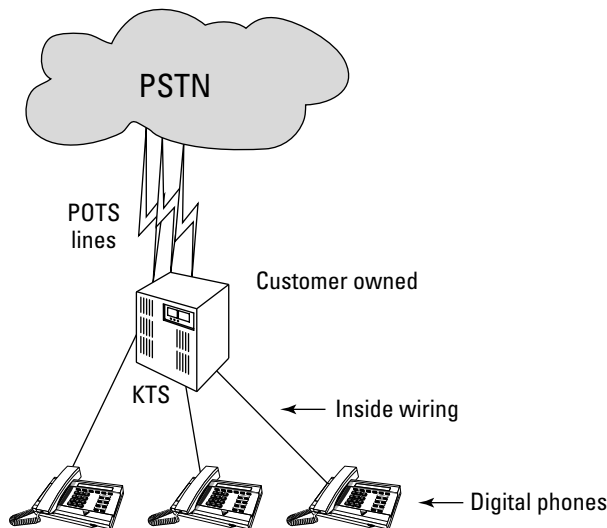 PSTN
POTS
lines
Customer owned
KTS
Inside wiring
Digital phones